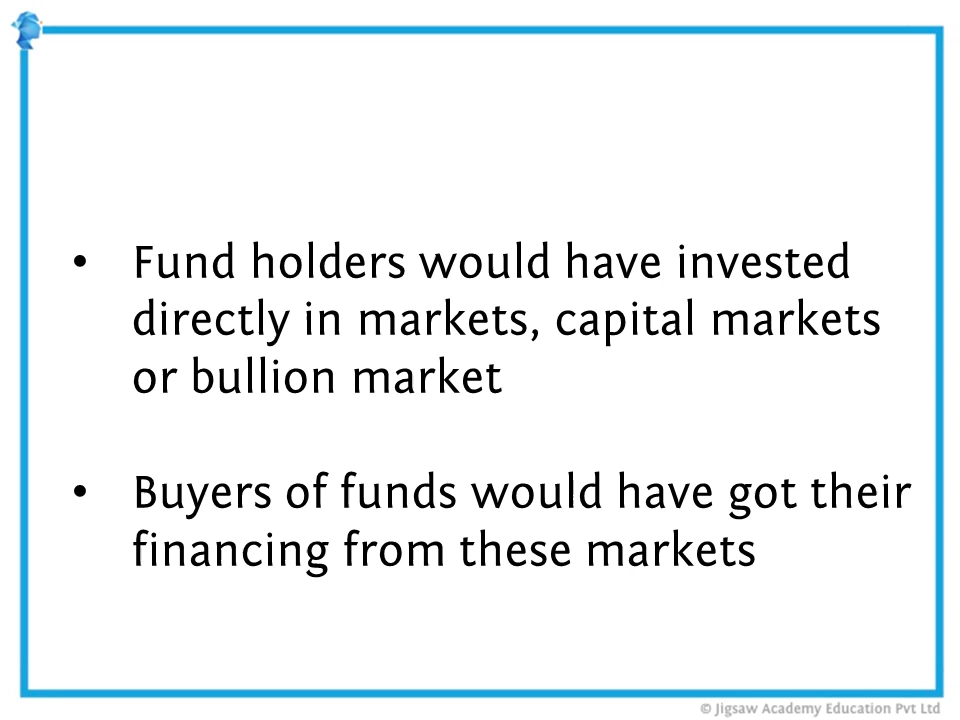 • Fund holders would have invested
directly in markets, capital markets
or bullion market
• Buyers of funds would have got their
financing from these markets
© Jigsaw Academy Education Pvt Ltd